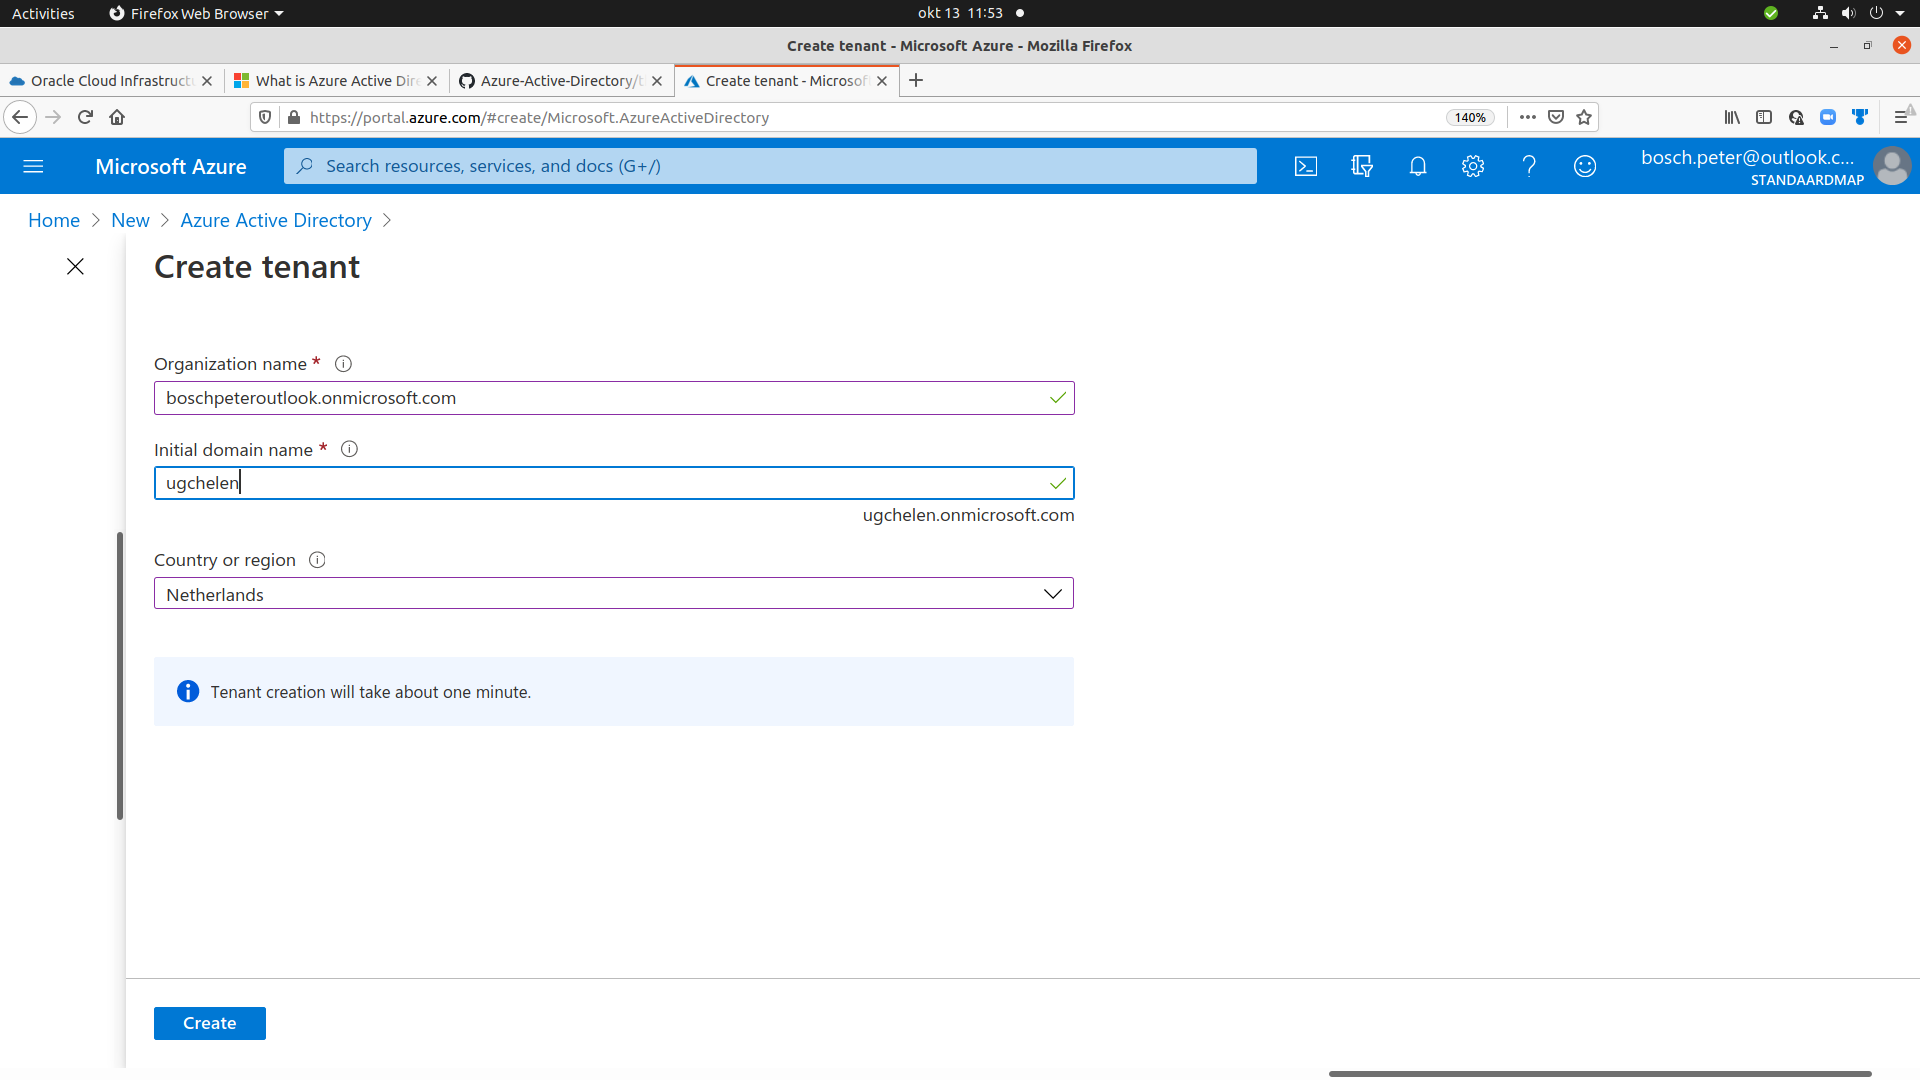 Activities
Firefox Web Browser
okt 13 11:53
Create tenant - Microsoft Azure - Mozilla Firefox
Oracle Cloud Infrastructu
What is Azure Active Dire
Azure-Active-Directory/t
Create tenant - Microsof
https://portal.azure.com/#create/Microsoft.AzureActiveDirectory
140%
Microsoft Azure
Search resources, services, and docs (G+/)
bosch.peter@outlook.c...
STANDAARDMAP
Home > New > Azure Active Directory >
Create tenant
Organization name *
boschpeteroutlook.onmicrosoft.com
Initial domain name *
ugchelen
ugchelen.onmicrosoft.com
Country or region
Netherlands
Tenant creation will take about one minute.
Create